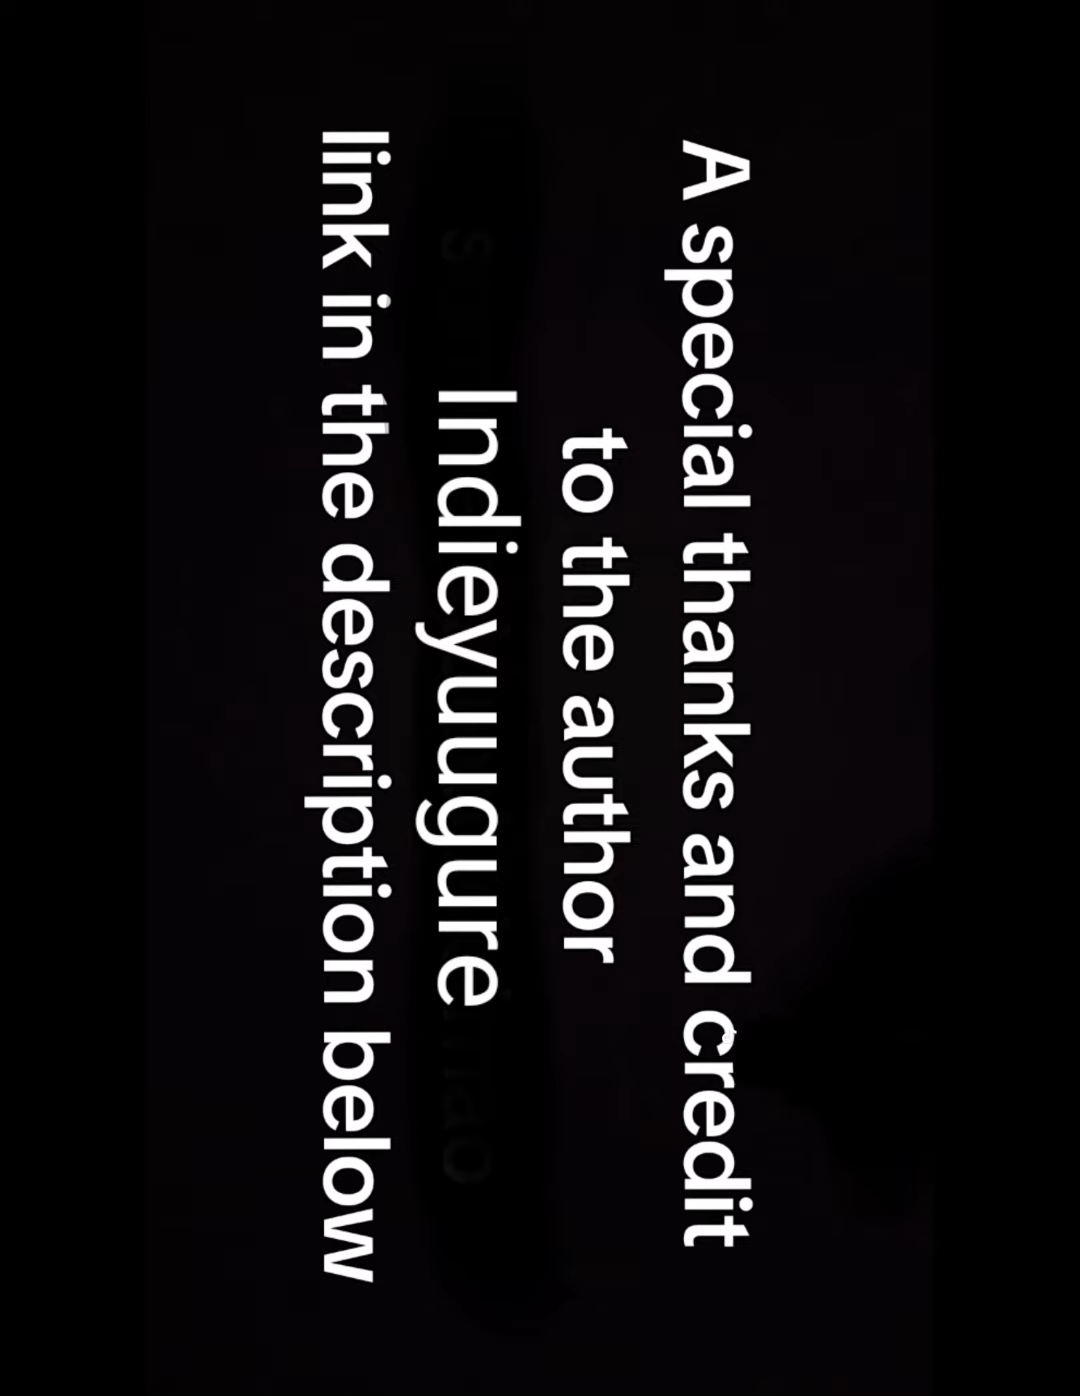 A special thanks and credit
to the author
Indieyuugure
link in the description below